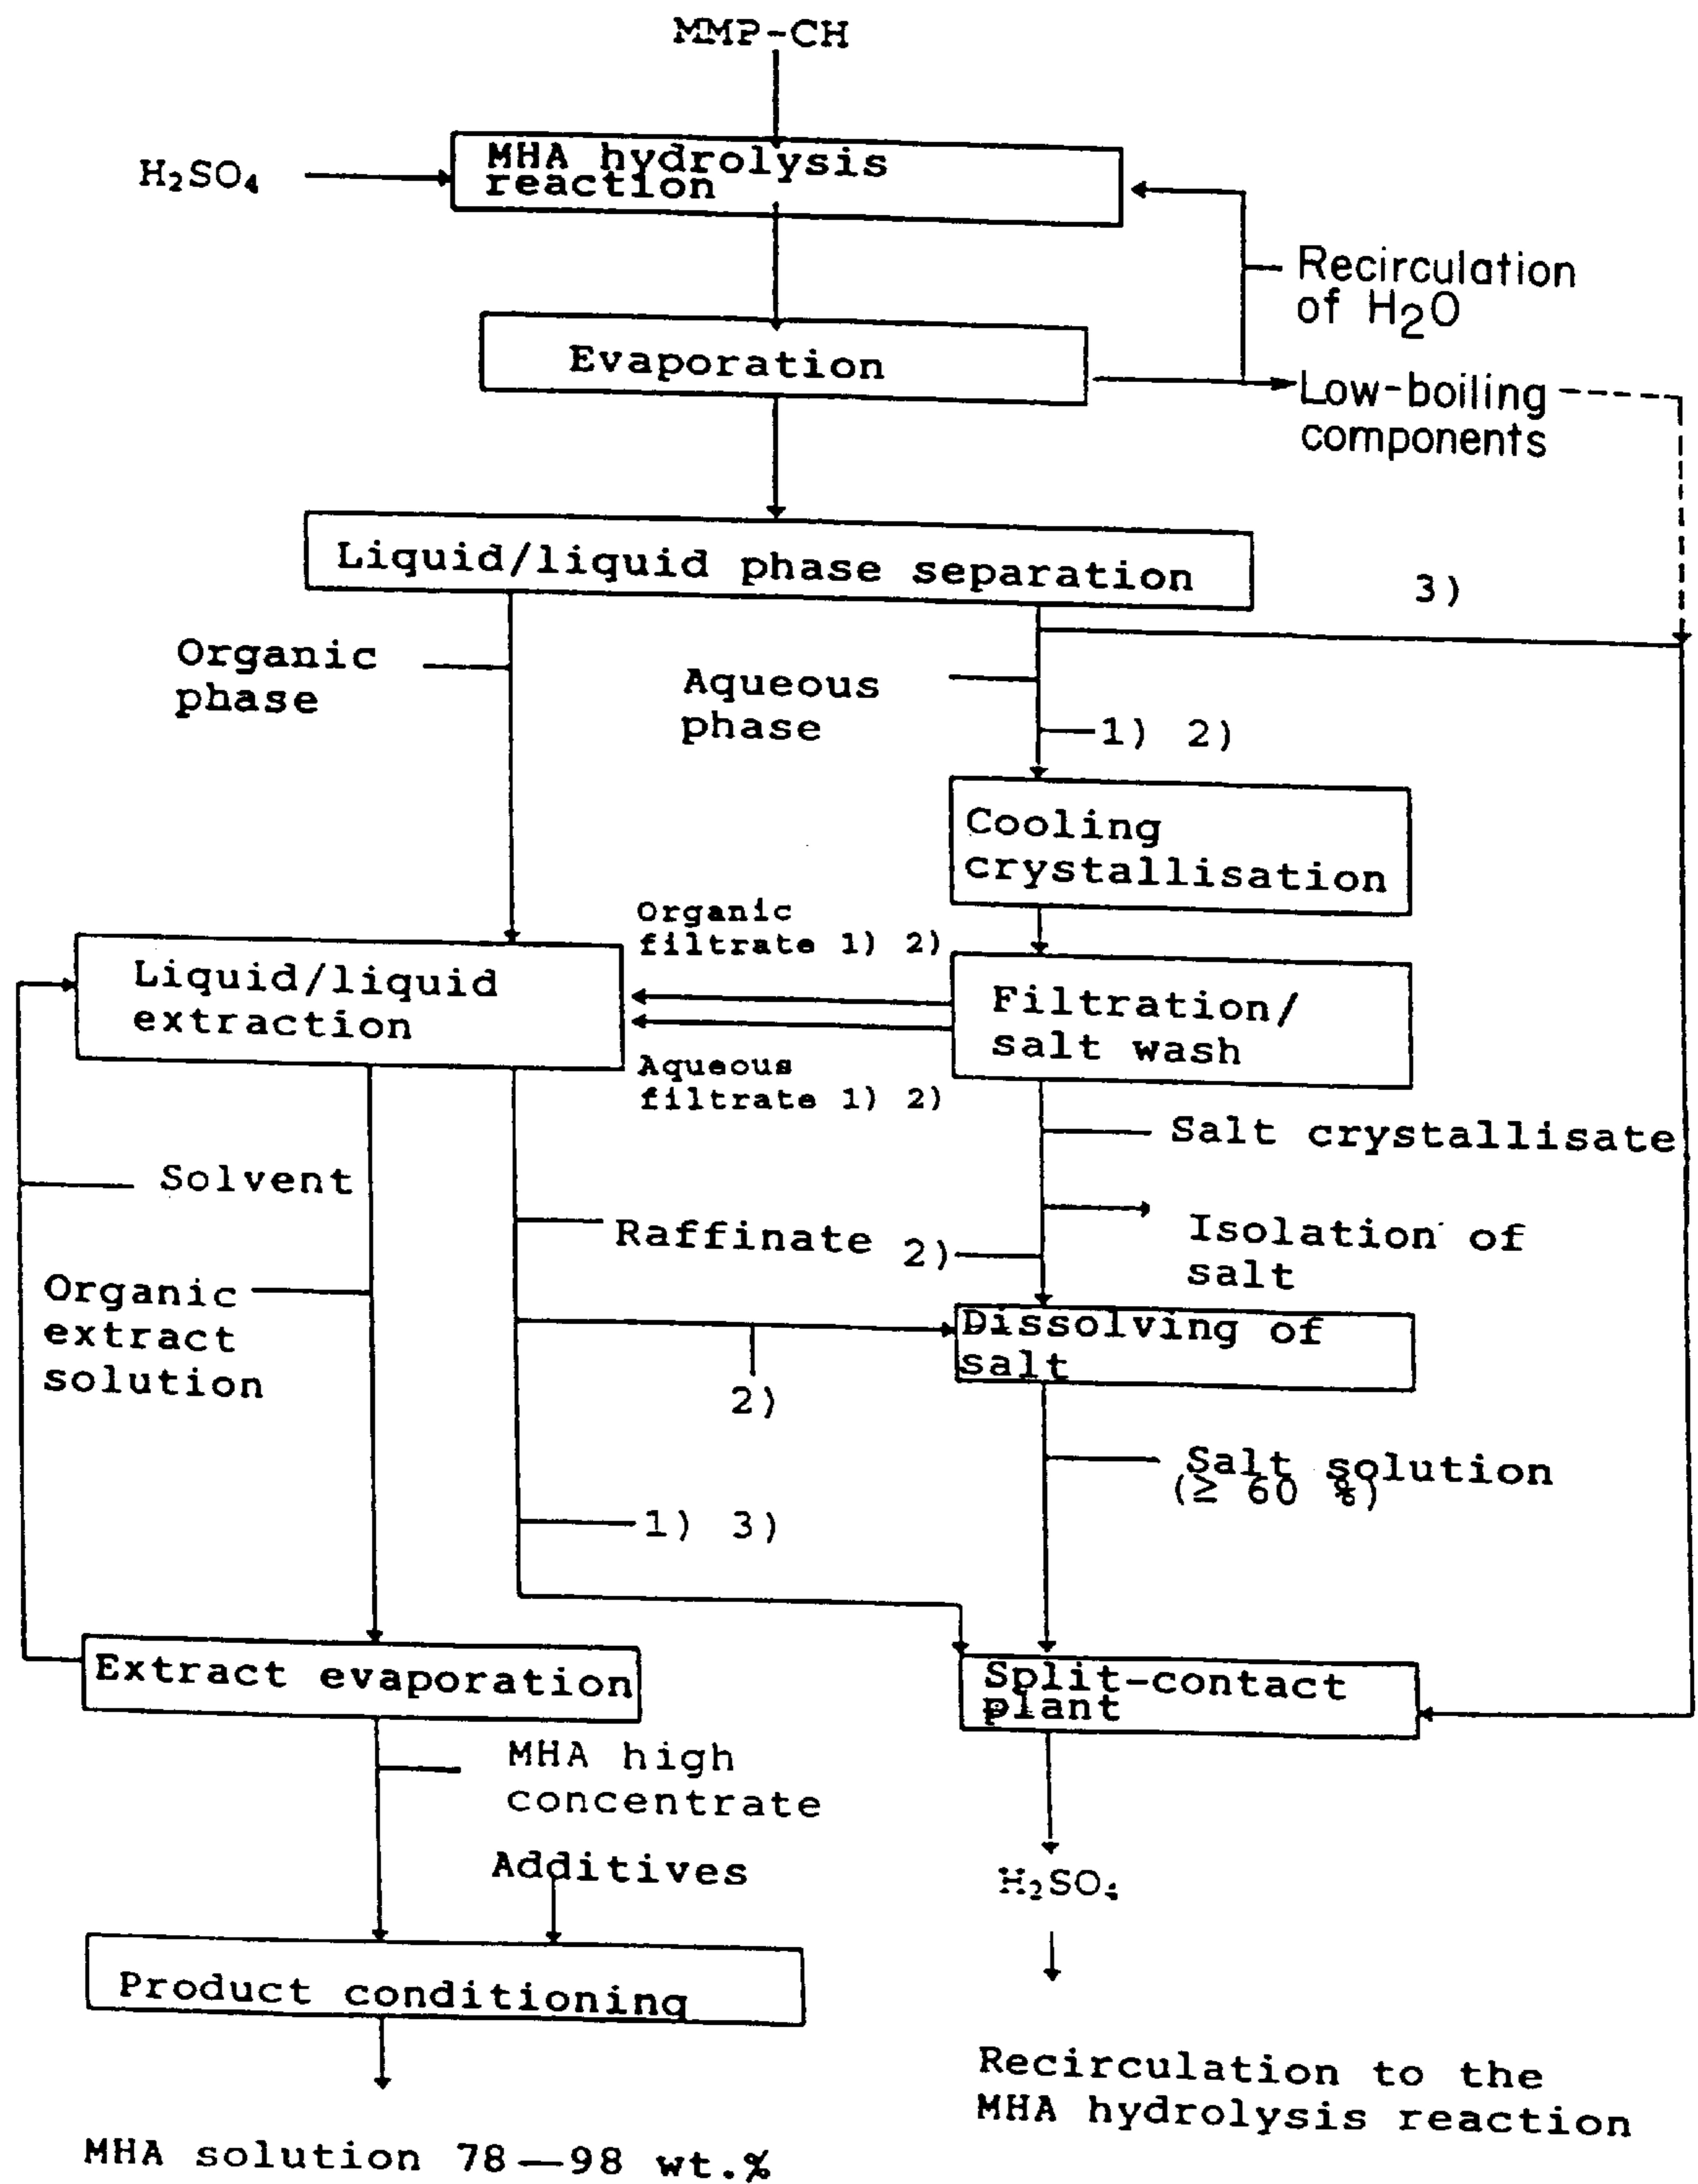 MMP-CH
H₂SO₄
MHA hydrolysis
reaction
Recirculation
of H₂O
Evaporation
Low-boiling
components
Liquid/liquid phase separation
3)
Organic
phase
Aqueous
phase
1) 2)
Cooling
crystallisation
Organic
filtrate 1) 2)
Liquid/liquid
extraction
Filtration/
salt wash
Aqueous
filtrate 1) 2)
Salt crystallisate
Solvent
Raffinate
2)
Isolation of
salt
Organic
extract
solution
Dissolving of
salt
2)
Salt solution
(≥ 60 %)
1) 3)
Extract evaporation
Split-contact
plant
MHA high
concentrate
Additives
H₂SO₄
Product conditioning
Recirculation to the
MHA hydrolysis reaction
MHA solution 78—98 wt.%